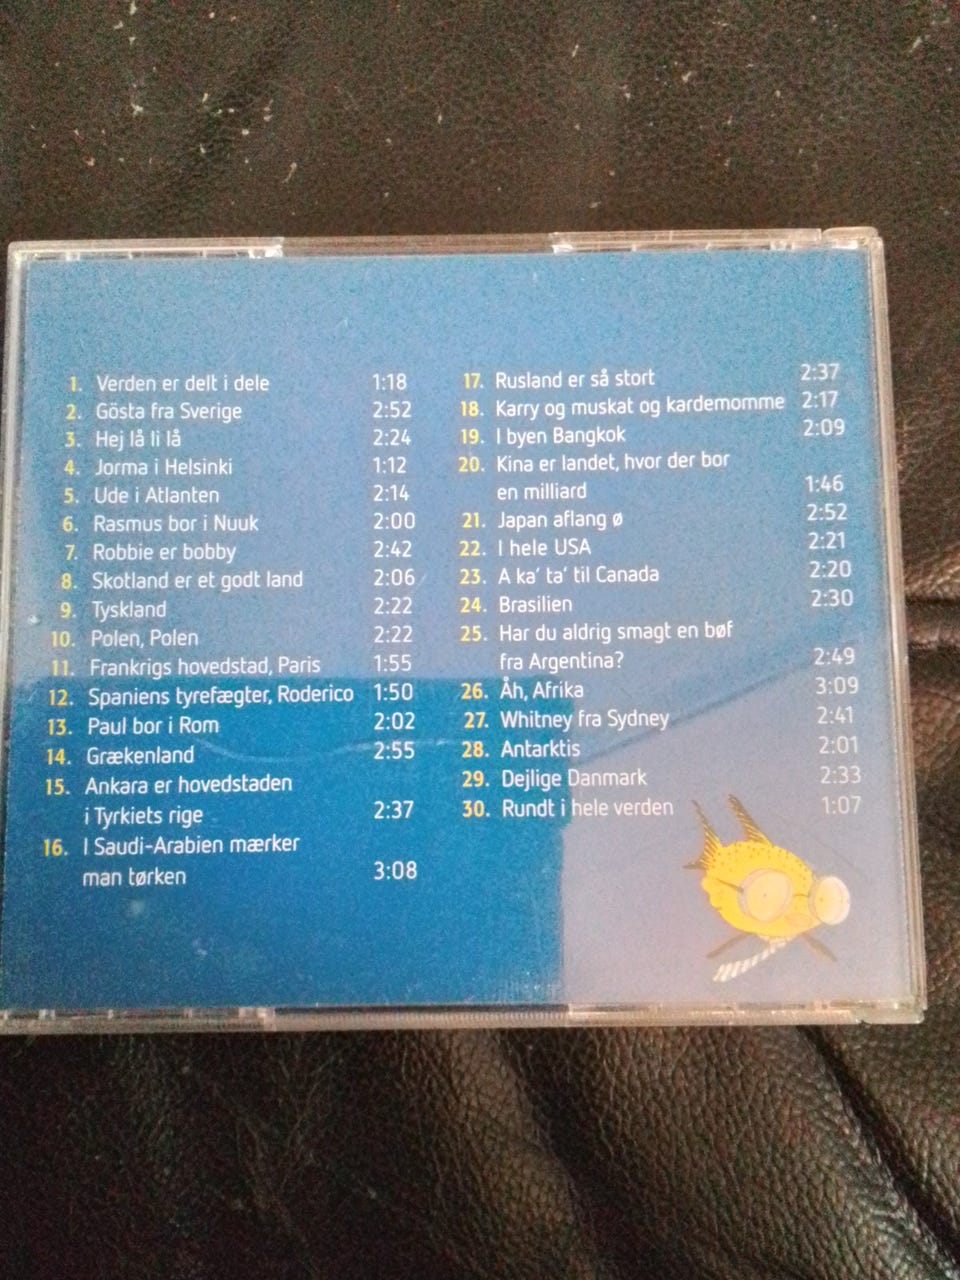 1. Verden er delt i dele 1:18
2. Gösta fra Sverige 2:52
3. Hej lå li lå 2:24
4. Jorma i Helsinki 1:12
5. Ude i Atlanten 2:14
6. Rasmus bor i Nuuk 2:00
7. Robbie er bobby 2:42
8. Skotland er et godt land 2:06
9. Tyskland 2:22
10. Polen, Polen 2:22
11. Frankrigs hovedstad, Paris 1:55
12. Spaniens tyrefægter, Roderico 1:50
13. Paul bor i Rom 2:02
14. Grækenland 2:55
15. Ankara er hovedstaden
i Tyrkiets rige 2:37
16. I Saudi-Arabien mærker
man tørken 3:08
17. Rusland er så stort 2:37
18. Karry og muskat og kardemomme 2:17
19. I byen Bangkok 2:09
20. Kina er landet, hvor der bor
en milliard 1:46
21. Japan aflang ø 2:52
22. I hele USA 2:21
23. A ka' ta' til Canada 2:20
24. Brasilien 2:30
25. Har du aldrig smagt en bøf
fra Argentina? 2:49
26. Åh, Afrika 3:09
27. Whitney fra Sydney 2:41
28. Antarktis 2:01
29. Dejlige Danmark 2:33
30. Rundt i hele verden 1:07